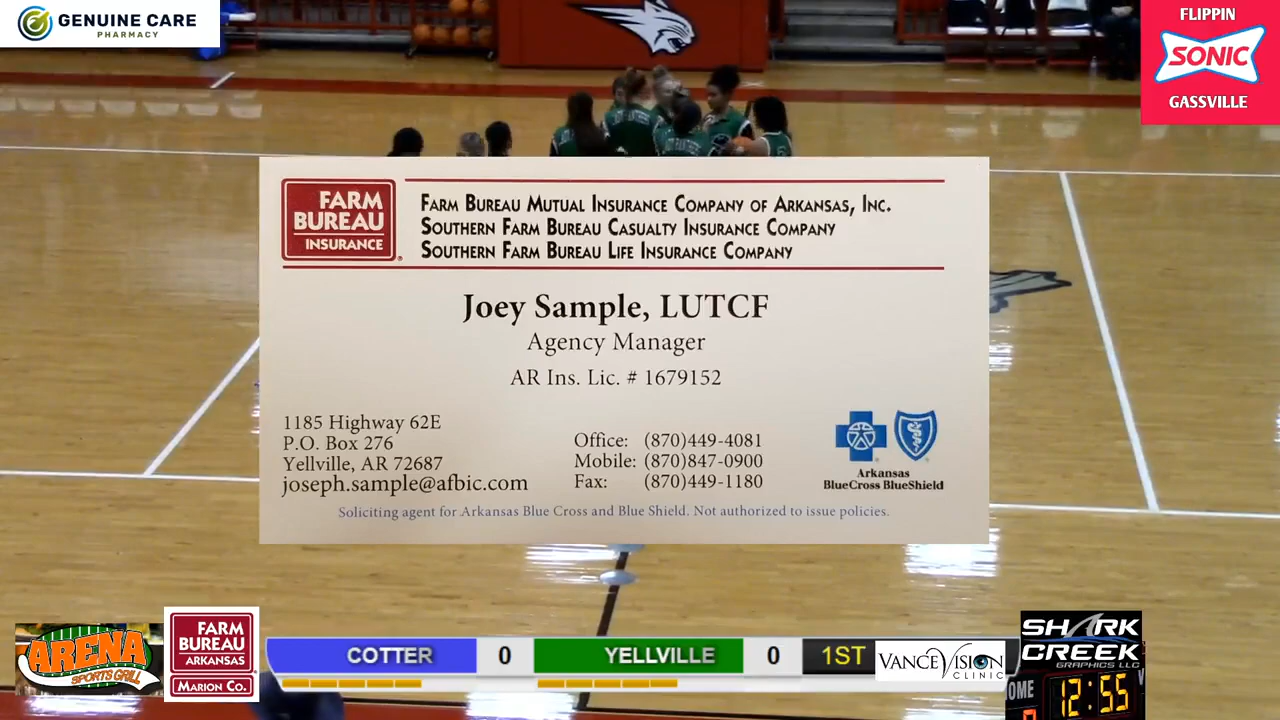 GENUINE CARE
PHARMACY
FLIPPIN
SONIC
GASSVILLE
FARM
BUREAU
INSURANCE
Farm Bureau Mutual Insurance Company of Arkansas, Inc.
Southern Farm Bureau Casualty Insurance Company
Southern Farm Bureau Life Insurance Company
Joey Sample, LUTCF
Agency Manager
AR Ins. Lic. # 1679152
1185 Highway 62E
P.O. Box 276
Yellville, AR 72687
joseph.sample@afbic.com
Office: (870)449-4081
Mobile: (870)847-0900
Fax: (870)449-1180
Arkansas
BlueCross BlueShield
Soliciting agent for Arkansas Blue Cross and Blue Shield. Not authorized to issue policies.
ARENA
SPORTS GRILL
FARM
BUREAU
ARKANSAS
MARION CO.
COTTER 0 YELLVILLE 0 1ST
VANCE VISION
CLINIC
SHARK
CREEK
GRAPHICS LLC
OME
12:55